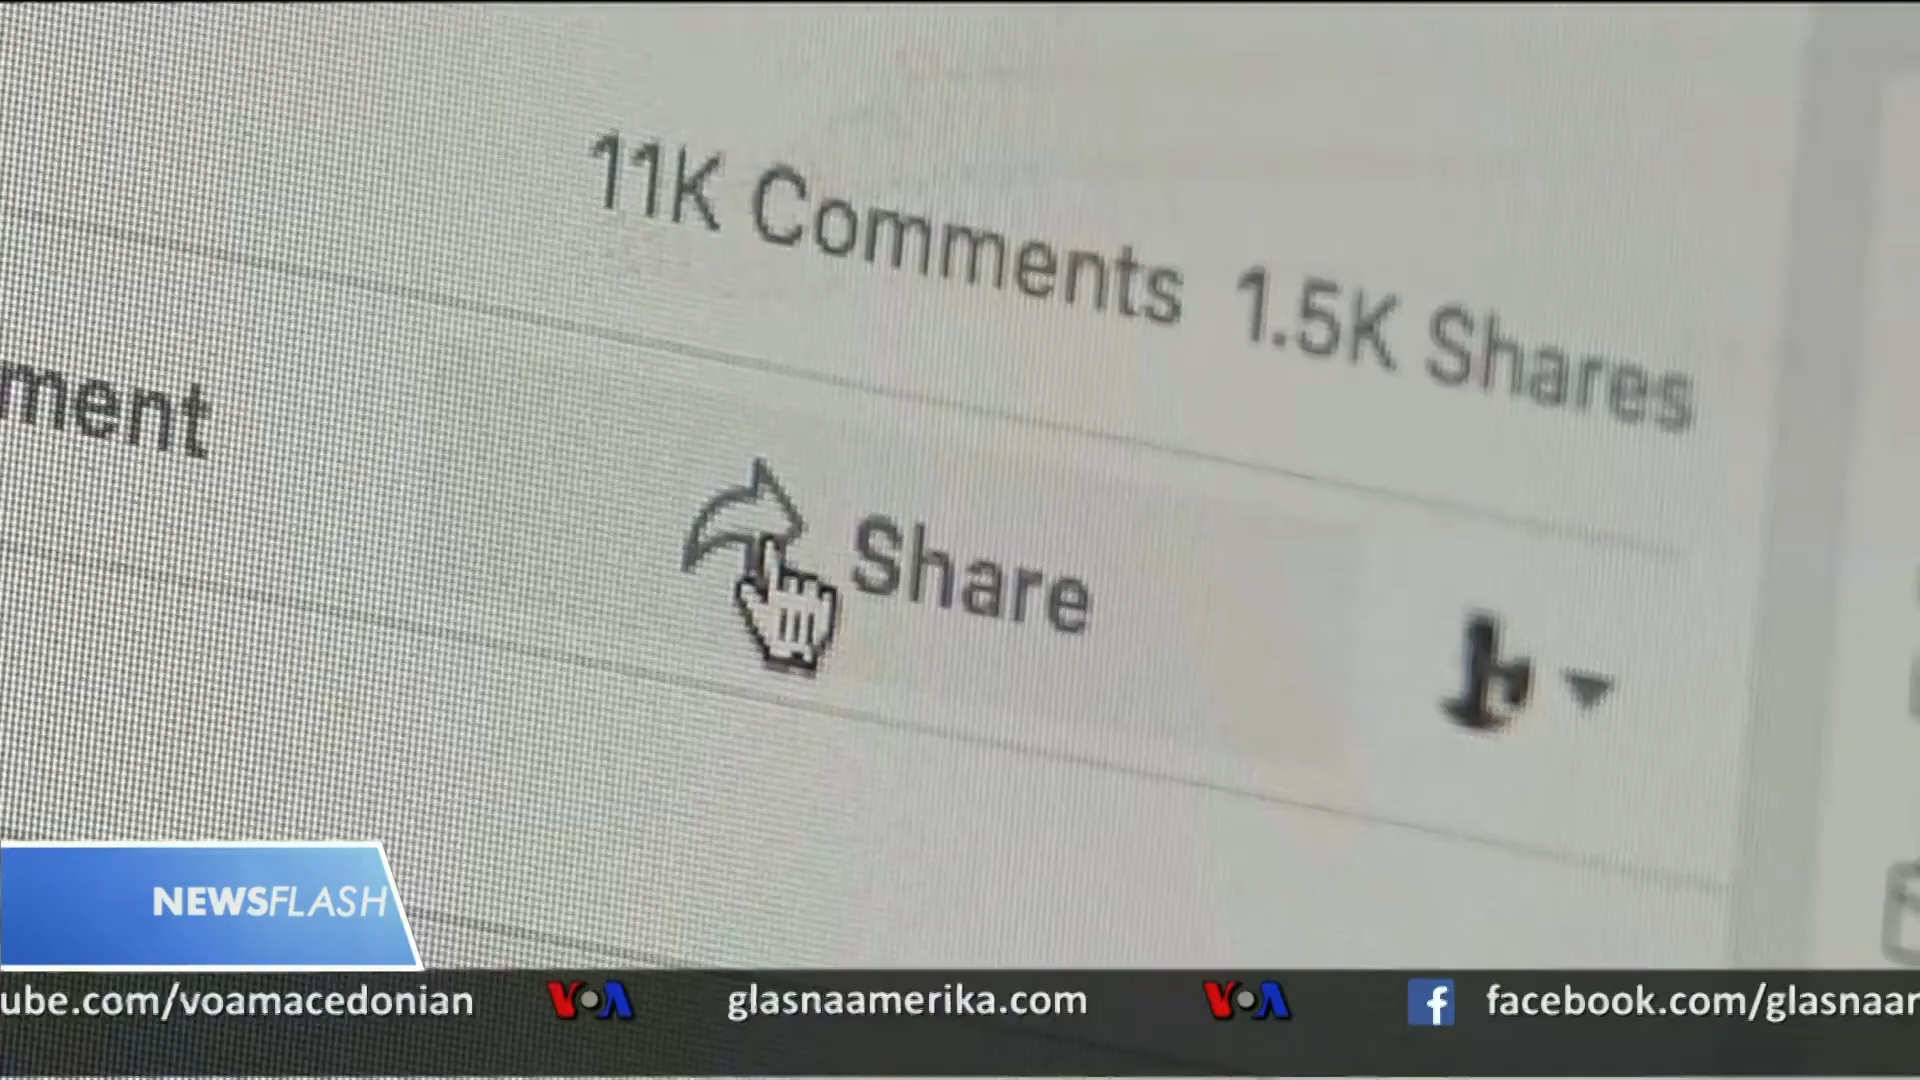 11K Comments 1.5K Shares
ment Share
NEWSFLASH
ube.com/voamacedonian VOA glasnaamerika.com VOA f facebook.com/glasnaar